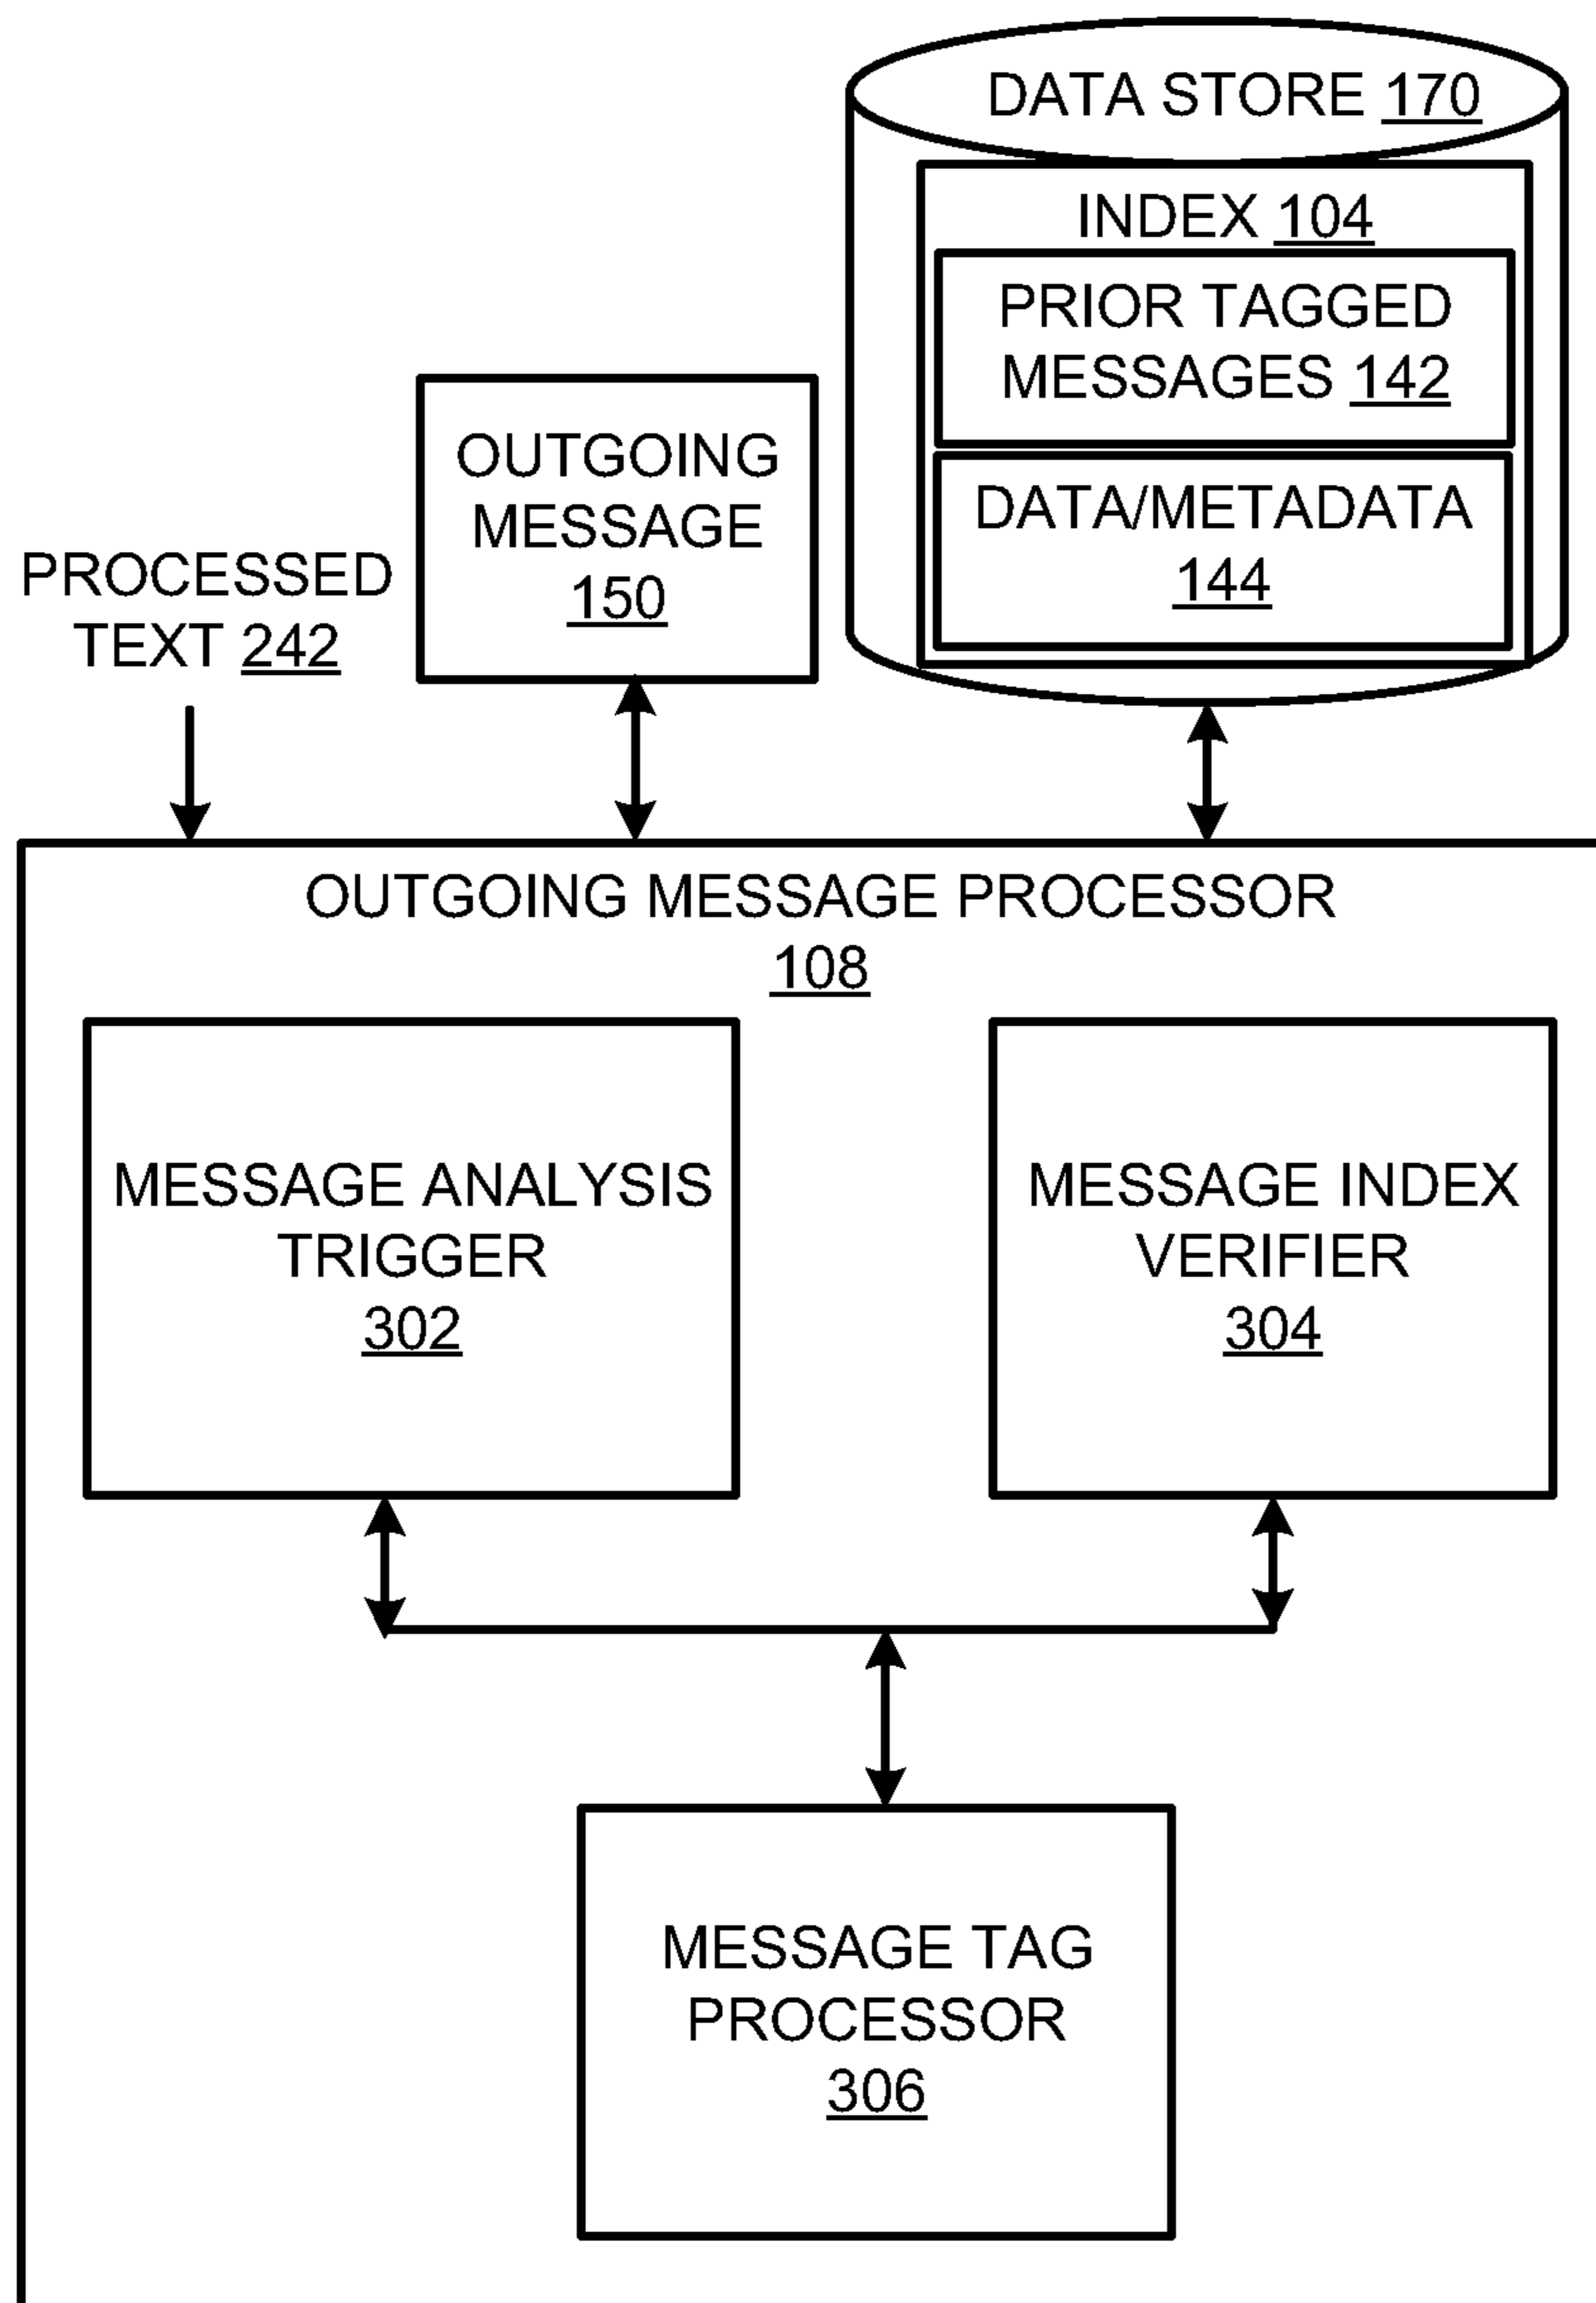 DATA STORE 170
INDEX 104
PRIOR TAGGED
MESSAGES 142
DATA/METADATA
144
OUTGOING
MESSAGE
150
PROCESSED
TEXT 242
OUTGOING MESSAGE PROCESSOR
108
MESSAGE ANALYSIS
TRIGGER
302
MESSAGE INDEX
VERIFIER
304
MESSAGE TAG
PROCESSOR
306